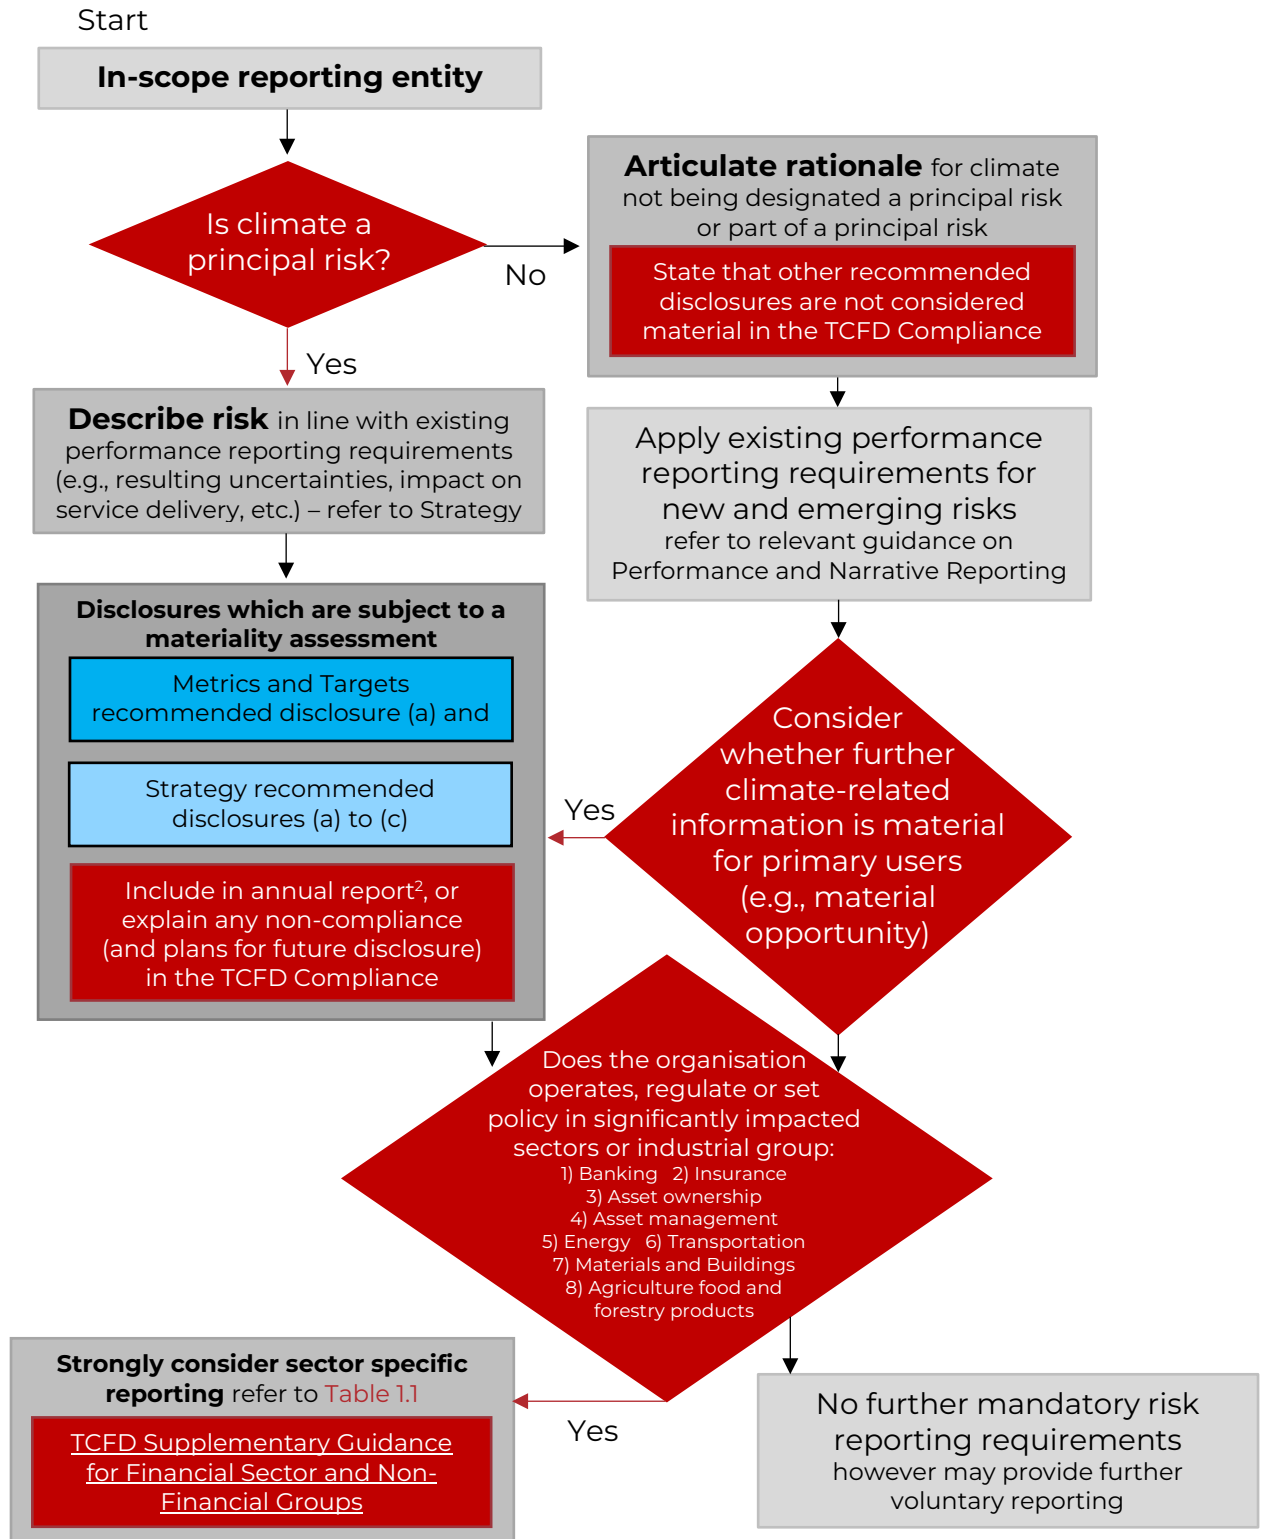 Start
In-scope reporting entity
Is climate a
principal risk?
No
Yes
Articulate rationale for climate
not being designated a principal risk
or part of a principal risk
State that other recommended
disclosures are not considered
material in the TCFD Compliance
Describe risk in line with existing
performance reporting requirements
(e.g., resulting uncertainties, impact on
service delivery, etc.) – refer to Strategy
Apply existing performance
reporting requirements for
new and emerging risks
refer to relevant guidance on
Performance and Narrative Reporting
Disclosures which are subject to a
materiality assessment
Metrics and Targets
recommended disclosure (a) and
Strategy recommended
disclosures (a) to (c)
Include in annual report², or
explain any non-compliance
(and plans for future disclosure)
in the TCFD Compliance
Yes
Consider
whether further
climate-related
information is material
for primary users
(e.g., material
opportunity)
Does the organisation
operates, regulate or set
policy in significantly impacted
sectors or industrial group:
1) Banking 2) Insurance
3) Asset ownership
4) Asset management
5) Energy 6) Transportation
7) Materials and Buildings
8) Agriculture food and
forestry products
Strongly consider sector specific
reporting refer to Table 1.1
TCFD Supplementary Guidance
for Financial Sector and Non-
Financial Groups
Yes
No further mandatory risk
reporting requirements
however may provide further
voluntary reporting